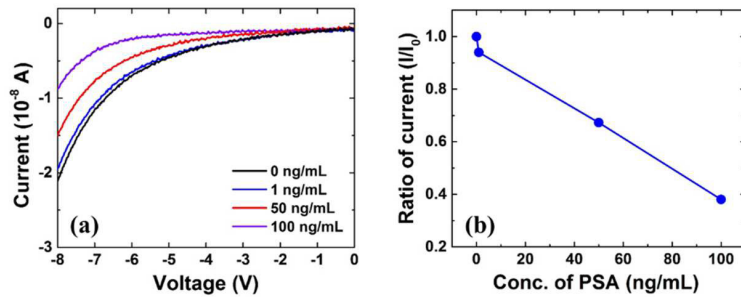 0
-1
-2
-3
Current (10⁻⁸ A)
0 ng/mL
1 ng/mL
50 ng/mL
100 ng/mL
(a)
-8 -7 -6 -5 -4 -3 -2 -1 0
Voltage (V)
1.0
0.8
0.6
0.4
0.2
Ratio of current (I/I₀)
(b)
0 20 40 60 80 100
Conc. of PSA (ng/mL)